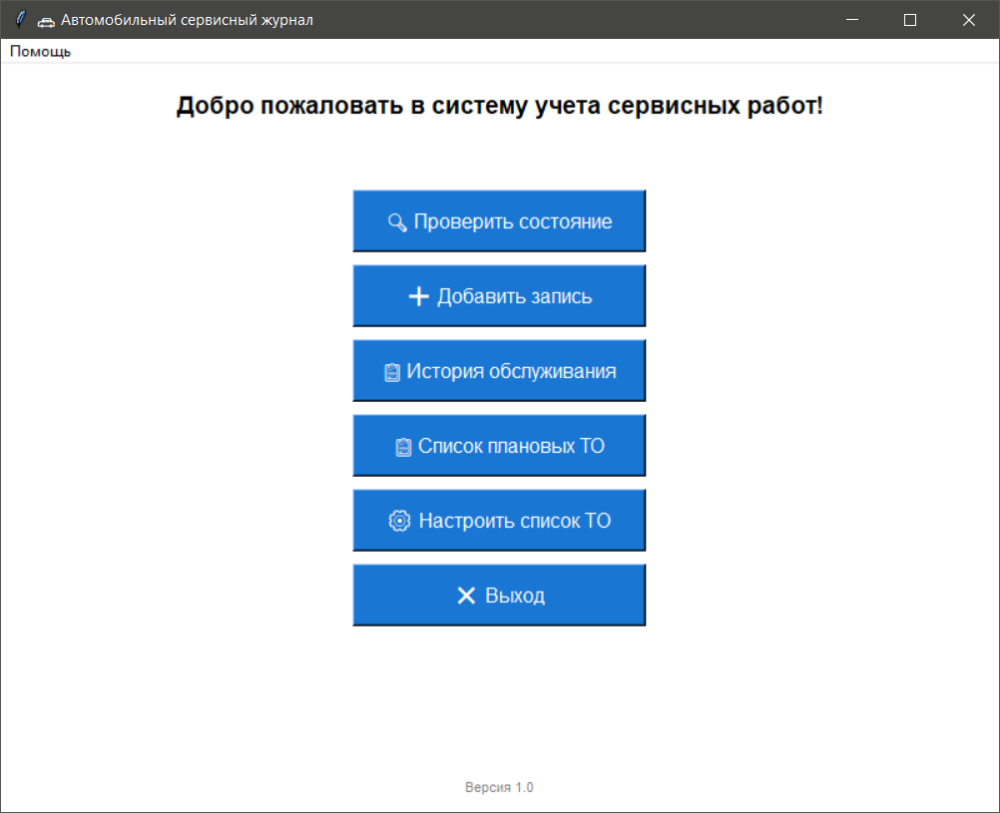 Автомобильный сервисный журнал
Помощь
Добро пожаловать в систему учета сервисных работ!
Проверить состояние
Добавить запись
История обслуживания
Список плановых ТО
Настроить список ТО
Выход
Версия 1.0